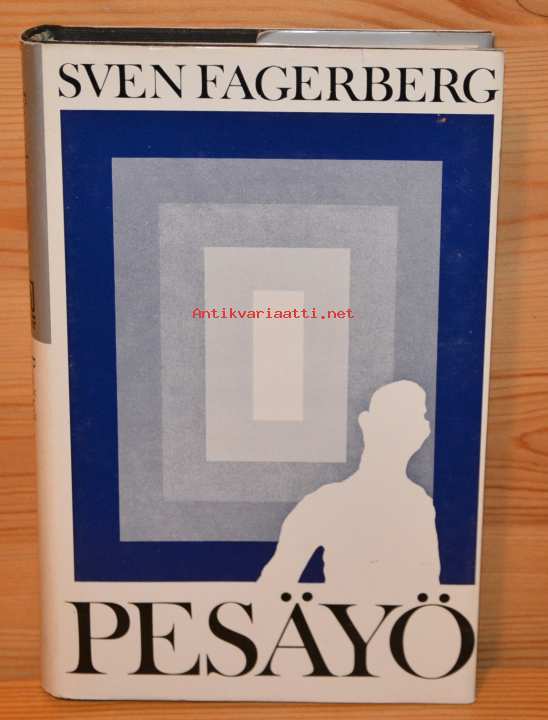 SVEN FAGERBERG
Antikvariaatti.net
PESÄYÖ